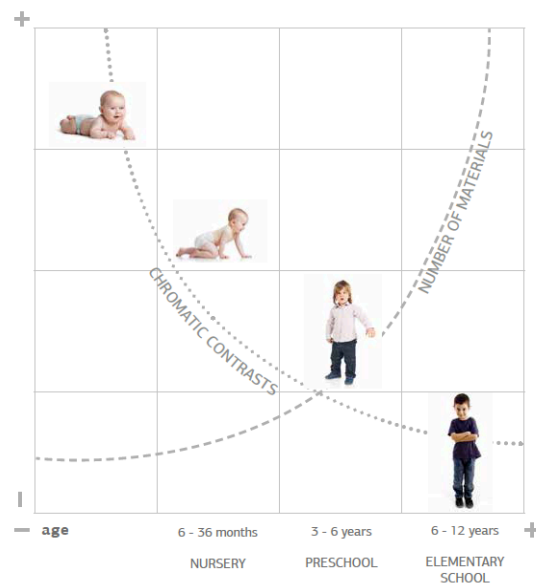 +
NUMBER OF MATERIALS
CHROMATIC CONTRASTS
−
− age 6 - 36 months 3 - 6 years 6 - 12 years +
NURSERY PRESCHOOL ELEMENTARY
SCHOOL